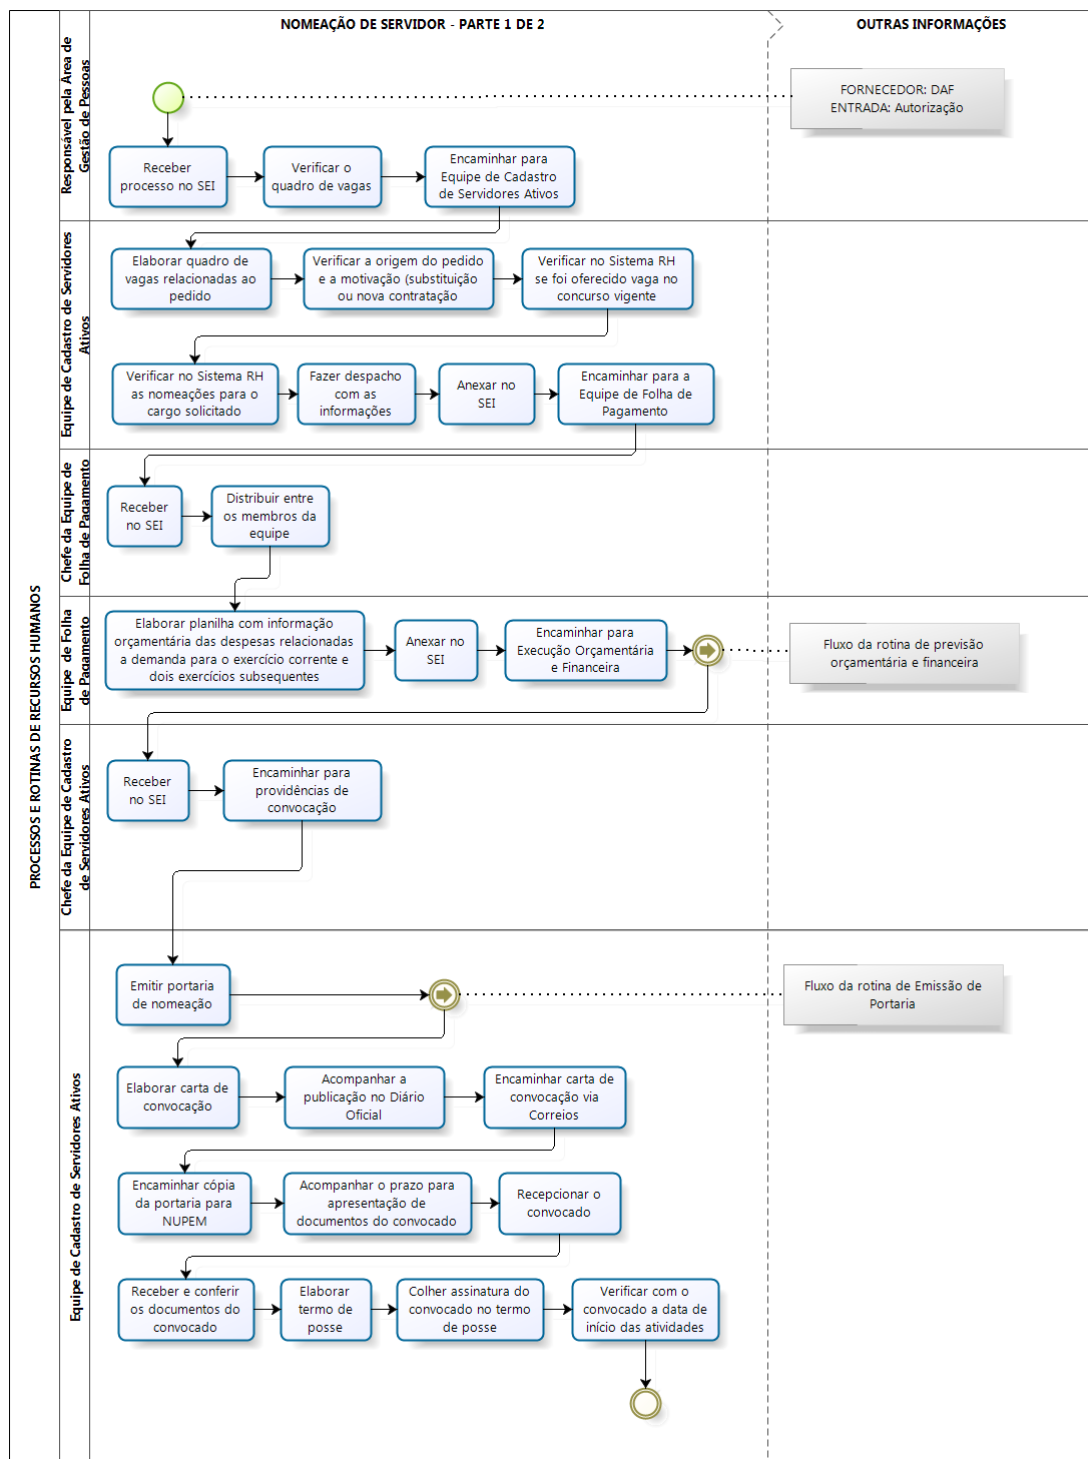 NOMEAÇÃO DE SERVIDOR - PARTE 1 DE 2
OUTRAS INFORMAÇÕES
PROCESSOS E ROTINAS DE RECURSOS HUMANOS
Responsável pela Área de
Gestão de Pessoas
FORNECEDOR: DAF
ENTRADA: Autorização
Receber
processo no SEI
Verificar o
quadro de vagas
Encaminhar para
Equipe de Cadastro
de Servidores Ativos
Equipe de Cadastro de Servidores
Ativos
Elaborar quadro de
vagas relacionadas ao
pedido
Verificar a origem do pedido
e a motivação (substituição
ou nova contratação
Verificar no Sistema RH
se foi oferecido vaga no
concurso vigente
Verificar no Sistema RH
as nomeações para o
cargo solicitado
Fazer despacho
com as
informações
Anexar no
SEI
Encaminhar para a
Equipe de Folha de
Pagamento
Chefe da Equipe de
Folha de Pagamento
Receber
no SEI
Distribuir entre
os membros da
equipe
Equipe de Folha
de Pagamento
Elaborar planilha com informação
orçamentária das despesas relacionadas
a demanda para o exercício corrente e
dois exercícios subsequentes
Anexar no
SEI
Encaminhar para
Execução Orçamentária
e Financeira
Fluxo da rotina de previsão
orçamentária e financeira
Chefe da Equipe de Cadastro
de Servidores Ativos
Receber
no SEI
Encaminhar para
providências de
convocação
Equipe de Cadastro de Servidores Ativos
Emitir portaria
de nomeação
Fluxo da rotina de Emissão de
Portaria
Elaborar carta de
convocação
Acompanhar a
publicação no Diário
Oficial
Encaminhar carta de
convocação via
Correios
Encaminhar cópia
da portaria para
NUPEM
Acompanhar o prazo para
apresentação de
documentos do convocado
Recepcionar o
convocado
Receber e conferir
os documentos do
convocado
Elaborar
termo de
posse
Colher assinatura do
convocado no termo
de posse
Verificar com o
convocado a data de
início das atividades